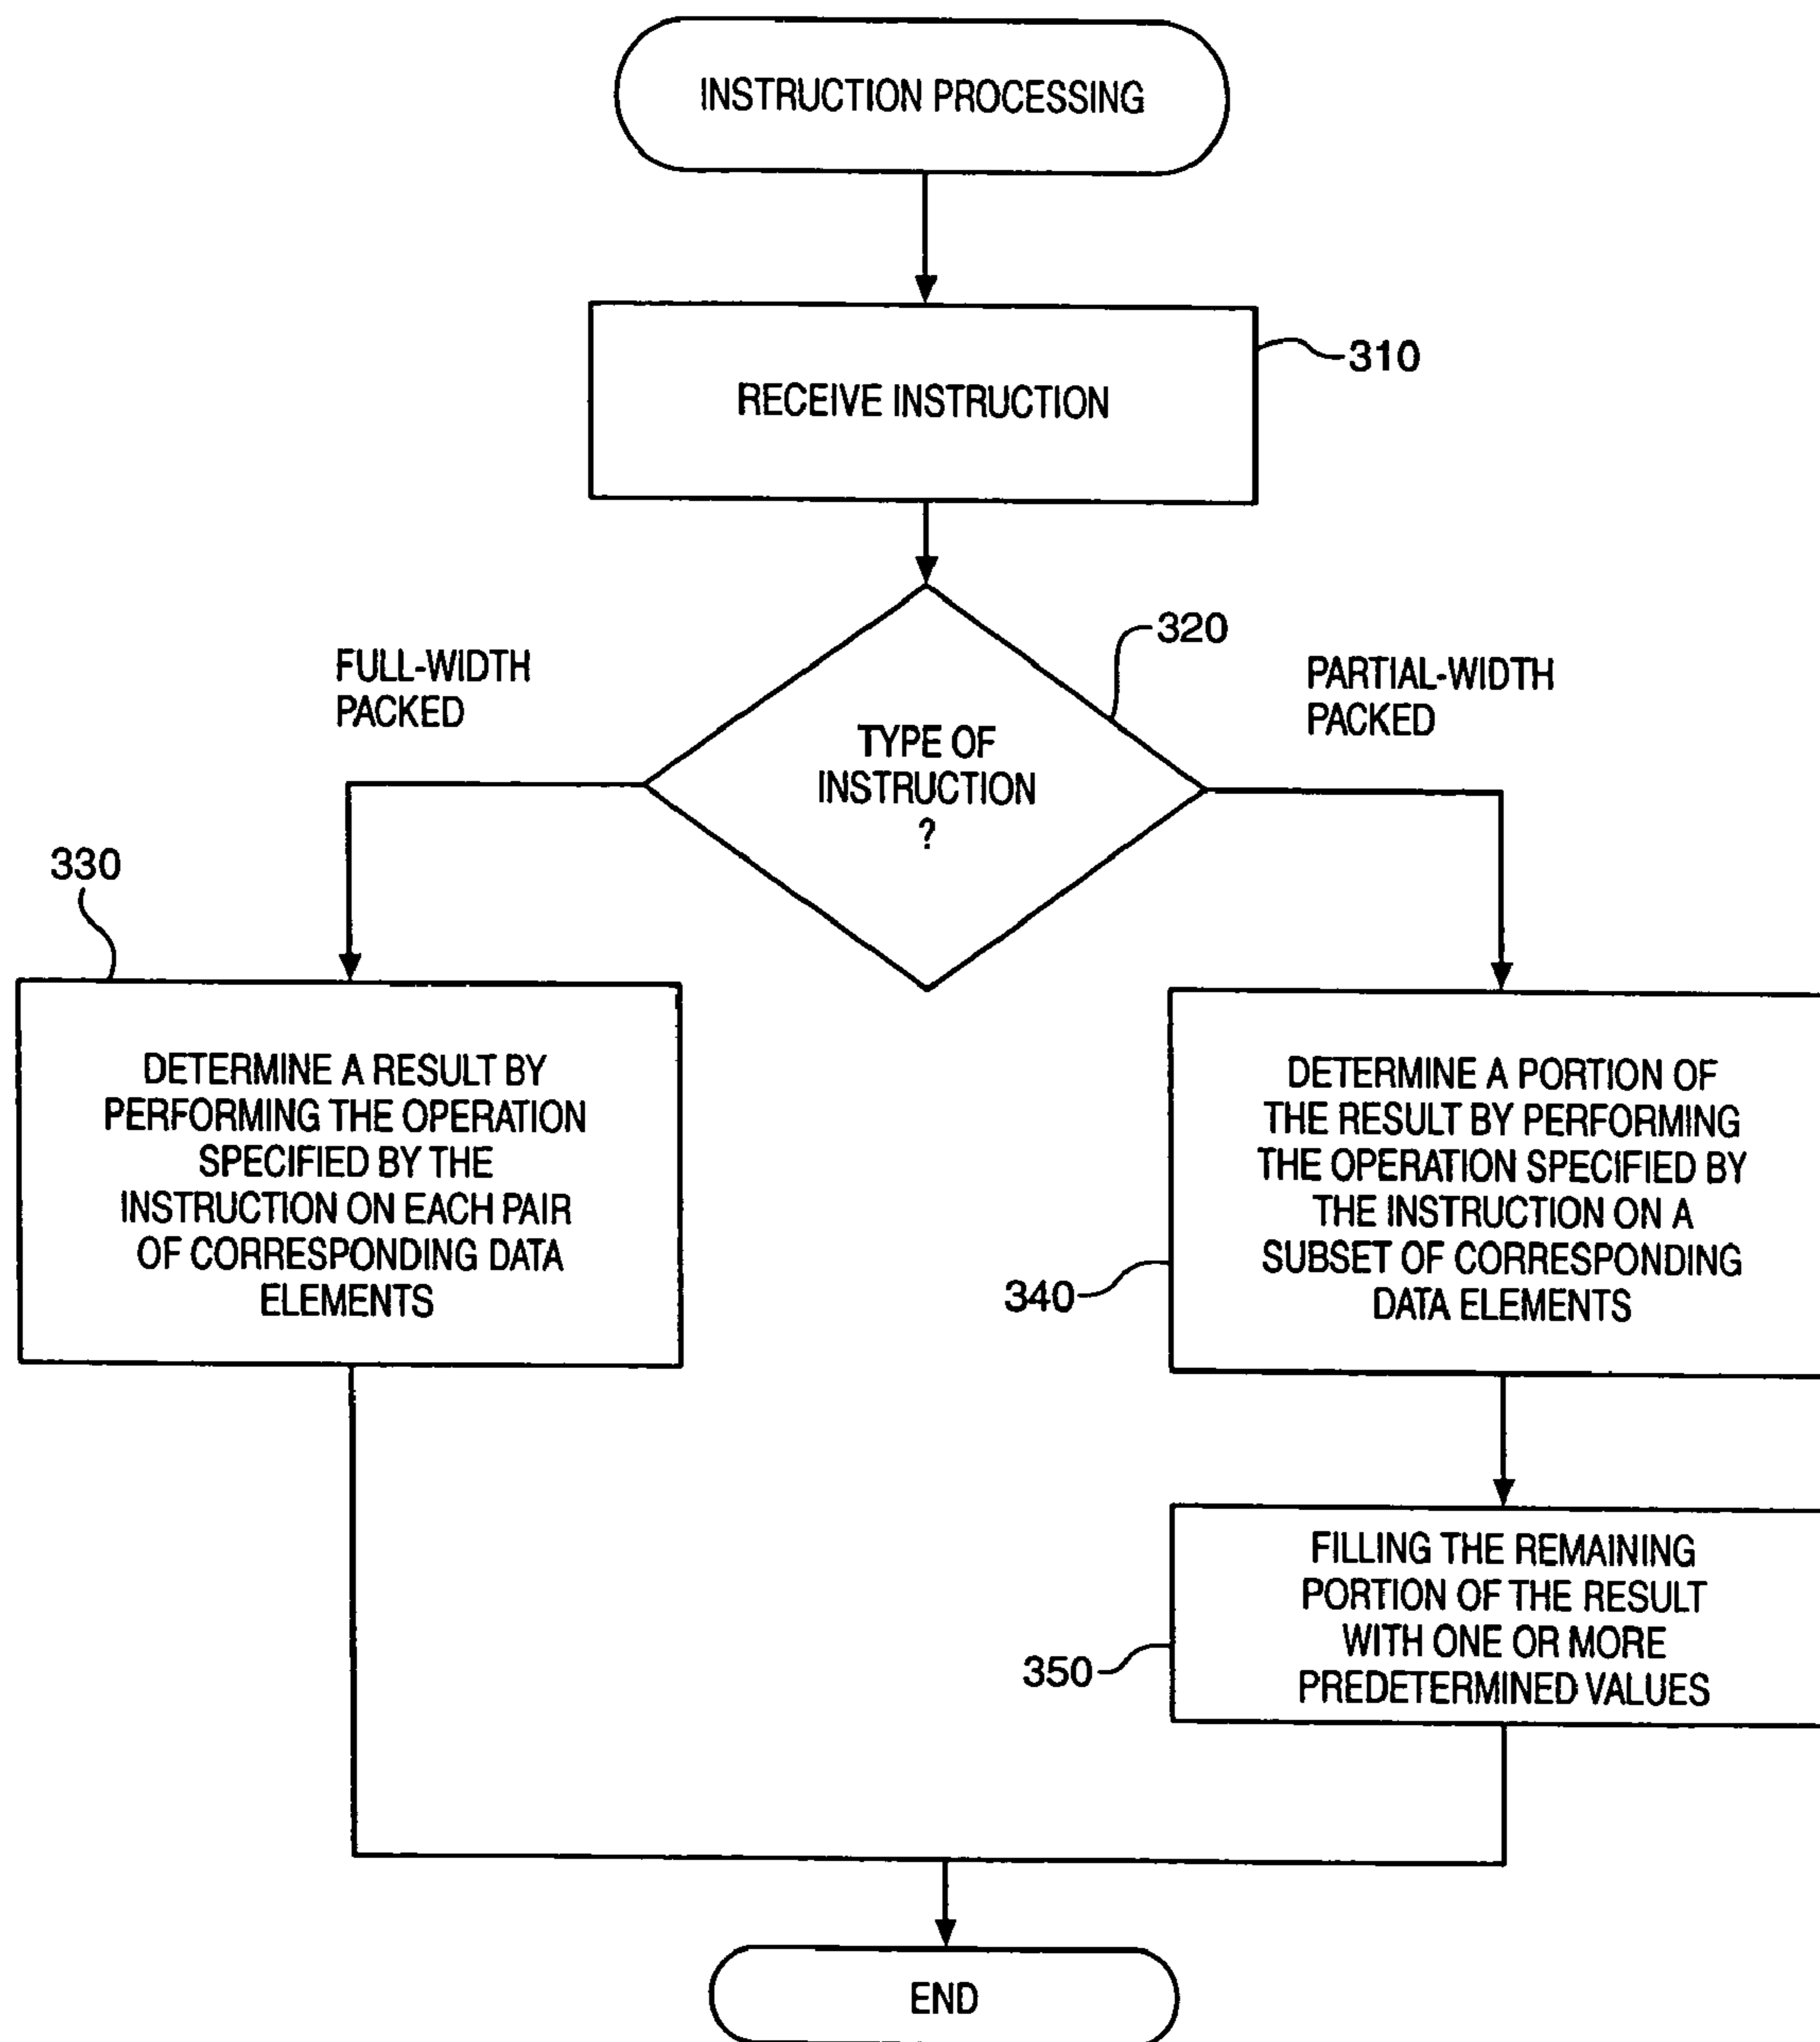 INSTRUCTION PROCESSING
RECEIVE INSTRUCTION
310
320
FULL-WIDTH
PACKED
PARTIAL-WIDTH
PACKED
TYPE OF
INSTRUCTION
?
330
DETERMINE A RESULT BY
PERFORMING THE OPERATION
SPECIFIED BY THE
INSTRUCTION ON EACH PAIR
OF CORRESPONDING DATA
ELEMENTS
DETERMINE A PORTION OF
THE RESULT BY PERFORMING
THE OPERATION SPECIFIED BY
THE INSTRUCTION ON A
SUBSET OF CORRESPONDING
DATA ELEMENTS
340
FILLING THE REMAINING
PORTION OF THE RESULT
WITH ONE OR MORE
PREDETERMINED VALUES
350
END